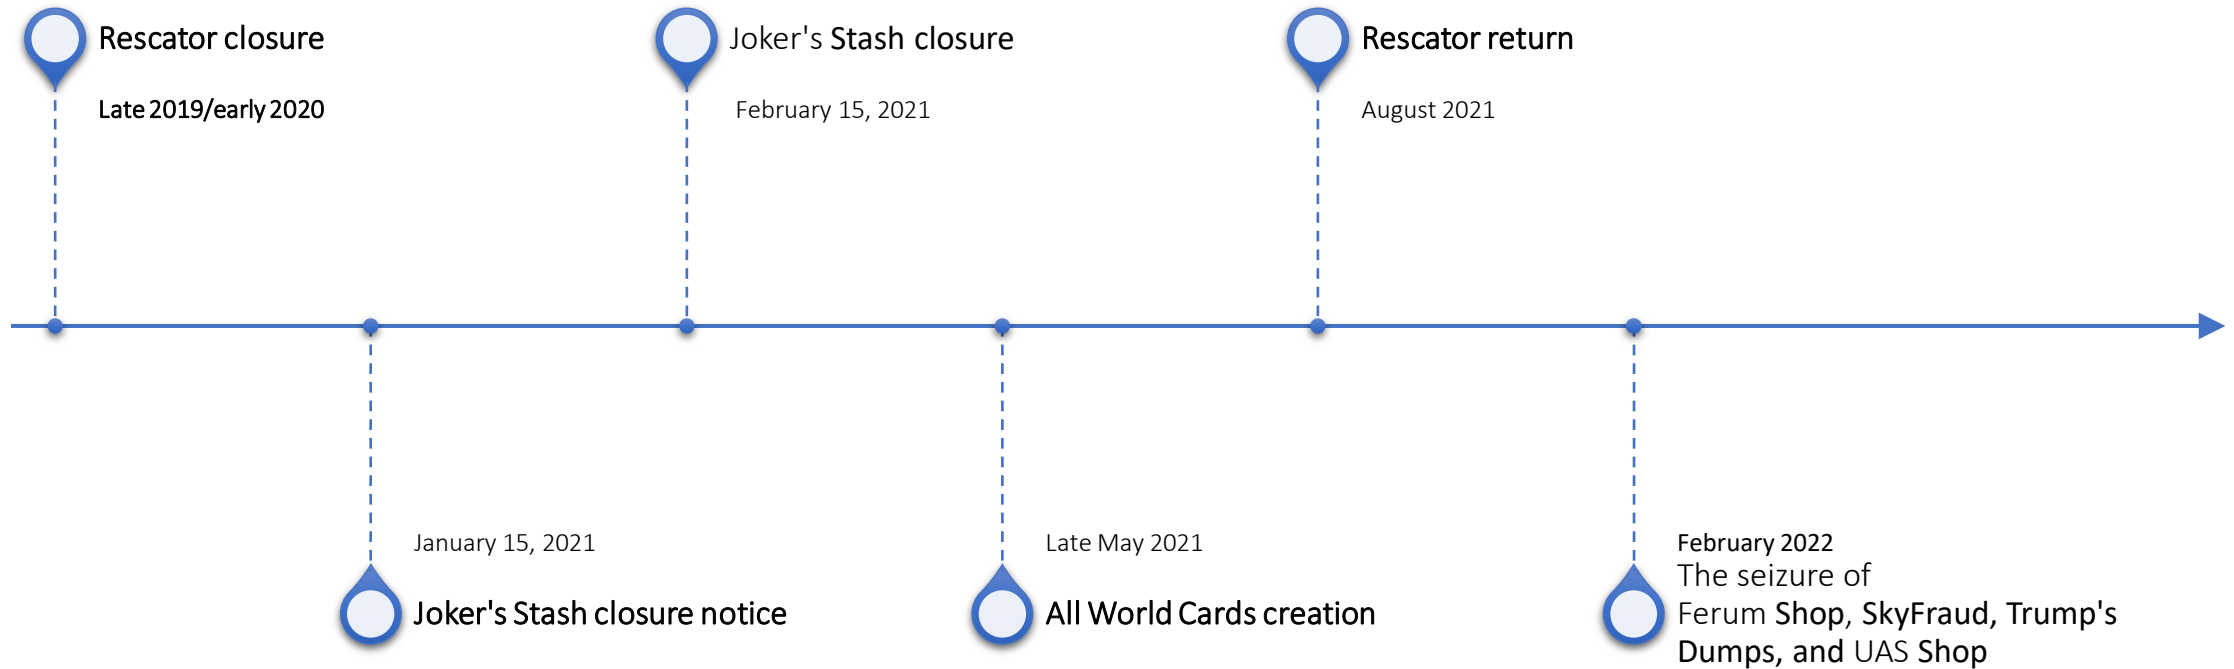 Rescator closure
Late 2019/early 2020
Joker's Stash closure
February 15, 2021
Rescator return
August 2021
January 15, 2021
Joker's Stash closure notice
Late May 2021
All World Cards creation
February 2022
The seizure of
Ferum Shop, SkyFraud, Trump's
Dumps, and UAS Shop